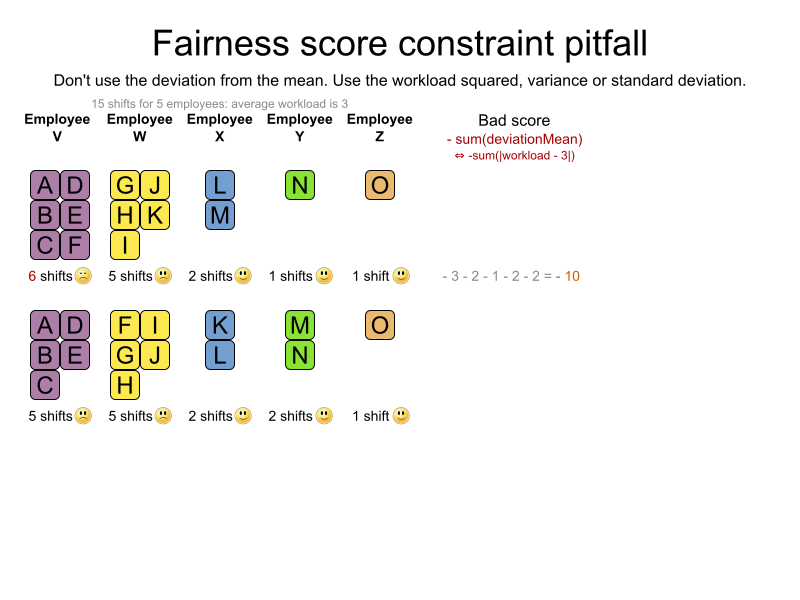 Fairness score constraint pitfall
Don't use the deviation from the mean. Use the workload squared, variance or standard deviation.
15 shifts for 5 employees: average workload is 3
Employee V
Employee W
Employee X
Employee Y
Employee Z
Bad score
- sum(deviationMean)
⇔ -sum(|workload - 3|)
A D G J L N O
B E H K M
C F I
6 shifts 5 shifts 2 shifts 1 shifts 1 shift - 3 - 2 - 1 - 2 - 2 = - 10
A D F I K M O
B E G J L N
C H
5 shifts 5 shifts 2 shifts 2 shifts 1 shift